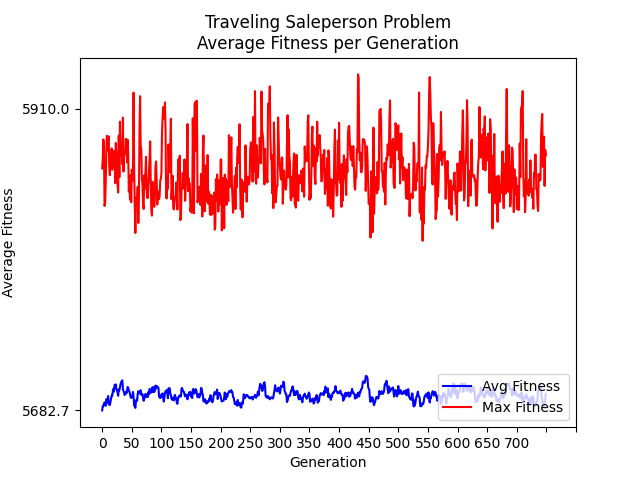 Traveling Saleperson Problem
Average Fitness per Generation
5910.0
5682.7
Average Fitness
Avg Fitness
Max Fitness
0 50 100 150 200 250 300 350 400 450 500 550 600 650 700
Generation